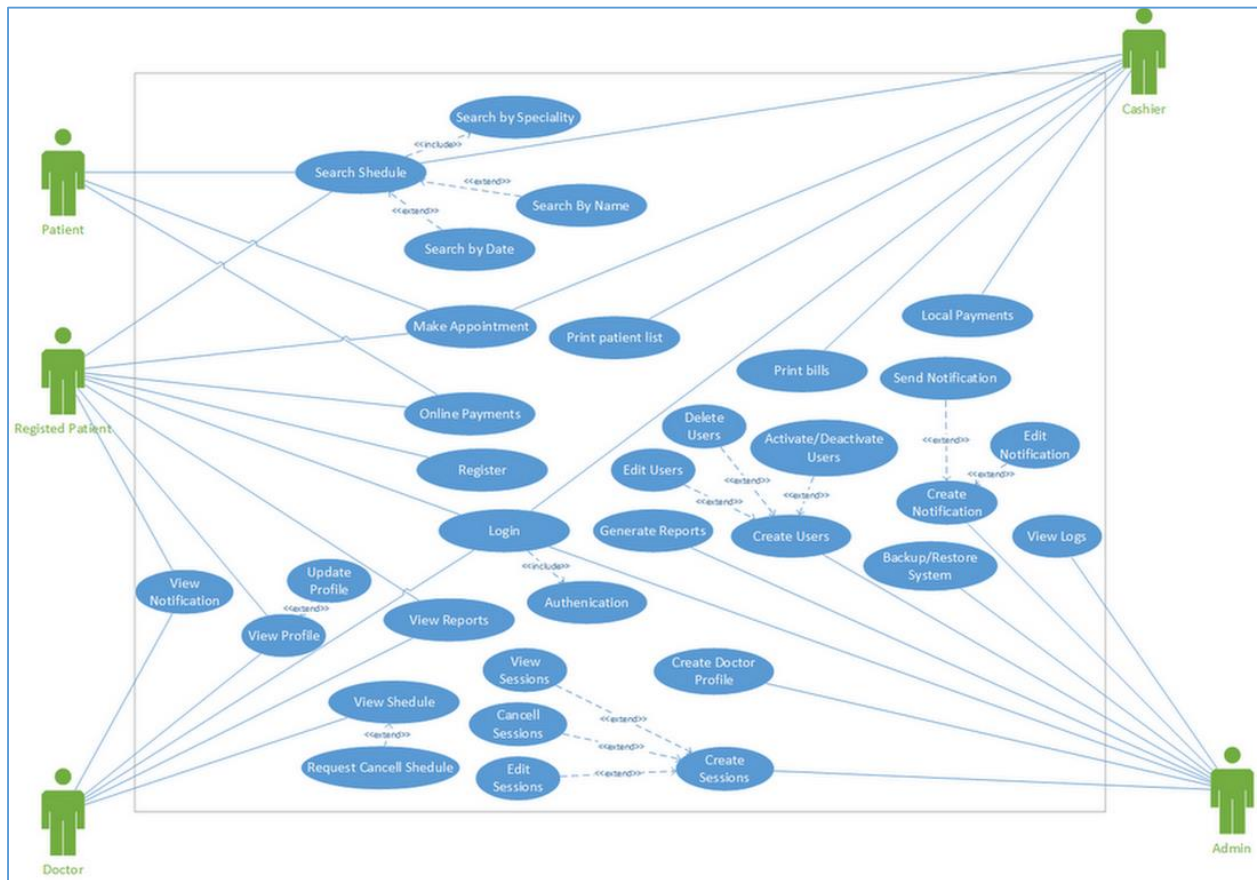 Cashier
Search by Speciality
<<include>>
Patient
Search Shedule
<<extend>>
Search By Name
<<extend>>
Search by Date
Make Appointment
Print patient list
Local Payments
Registed Patient
Print bills
Send Notification
Online Payments
Delete
Users
Activate/Deactivate
Users
<<extend>>
Edit
Notification
Register
Edit Users
<<extend>>
<<extend>>
<<extend>>
<<extend>>
Create
Notification
Login
Generate Reports
Create Users
View Logs
<<include>>
Backup/Restore
System
View
Notification
Update
Profile
<<extend>>
View Profile
Authenication
View Reports
View
Sessions
Create Doctor
Profile
View Shedule
<<extend>>
Cancell
Sessions
<<extend>>
<<extend>>
Request Cancell Shedule
Edit
Sessions
<<extend>>
Create
Sessions
Doctor
Admin